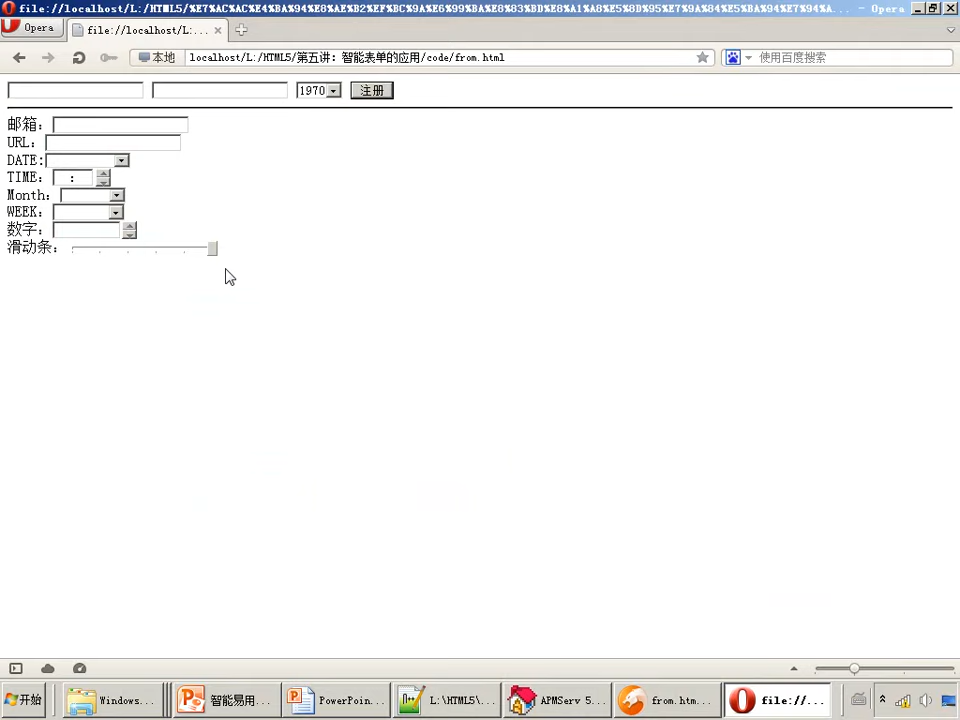 file://localhost/L:/HTML5/%E7%AC%AC%E4%BA%94%E8%AE%B2%EF%BC%9A%E6%99%BA%E8%83%BD%E8%A1%A8%E5%8D%95%E7%9A%84%E5%BA%94%E7%94%A... - Opera
Opera
file://localhost/L:...
本地
localhost/L:/HTML5/第五讲：智能表单的应用/code/from.html
使用百度搜索
1970
注册
邮箱：
URL：
DATE:
TIME：
:
Month：
WEEK：
数字：
滑动条：
开始
Windows...
智能易用...
PowerPoin...
L:\HTML5\...
APMServ 5...
from.htm...
file://...